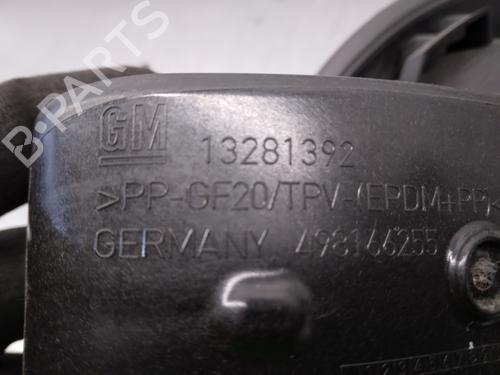 B-PARTS
GM 13281392
>PP-GF20/TPV-(EPDM+PP)<
GERMANY 498166255